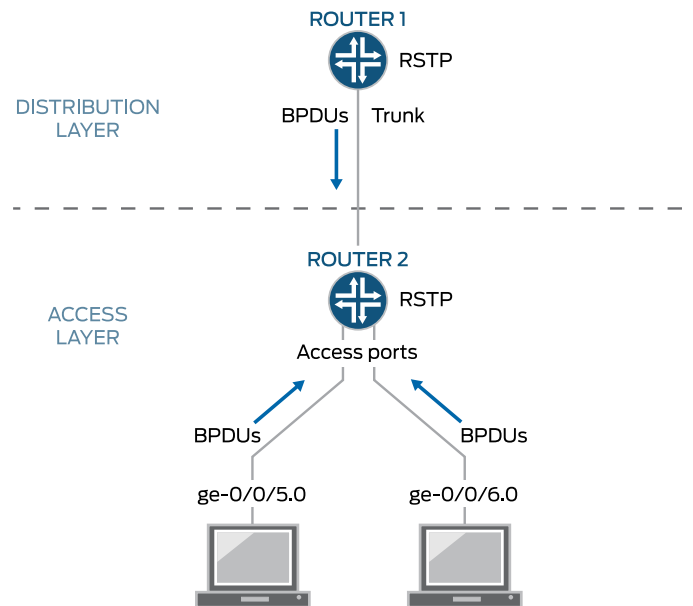 ROUTER 1
RSTP
DISTRIBUTION
LAYER
BPDUs
Trunk
ROUTER 2
RSTP
ACCESS
LAYER
Access ports
BPDUs
BPDUs
ge-0/0/5.0
ge-0/0/6.0